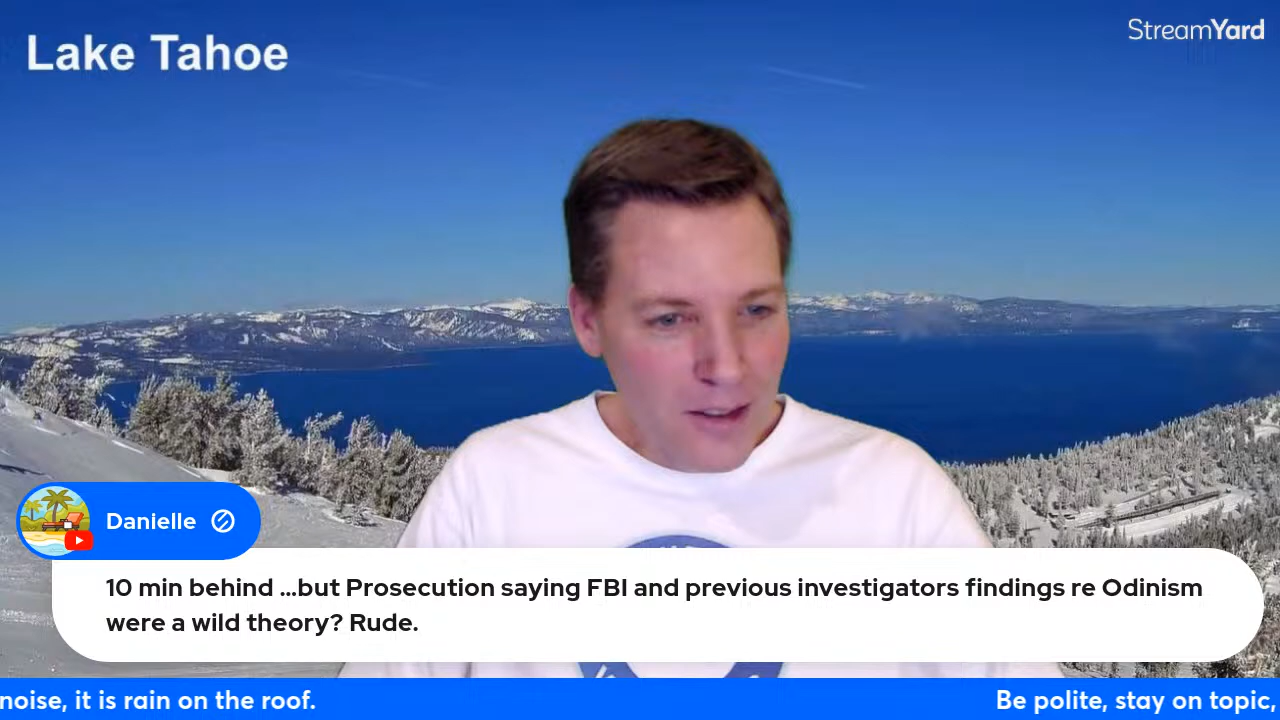 Lake Tahoe
StreamYard
Danielle
10 min behind ...but Prosecution saying FBI and previous investigators findings re Odinism
were a wild theory? Rude.
noise, it is rain on the roof.
Be polite, stay on topic,